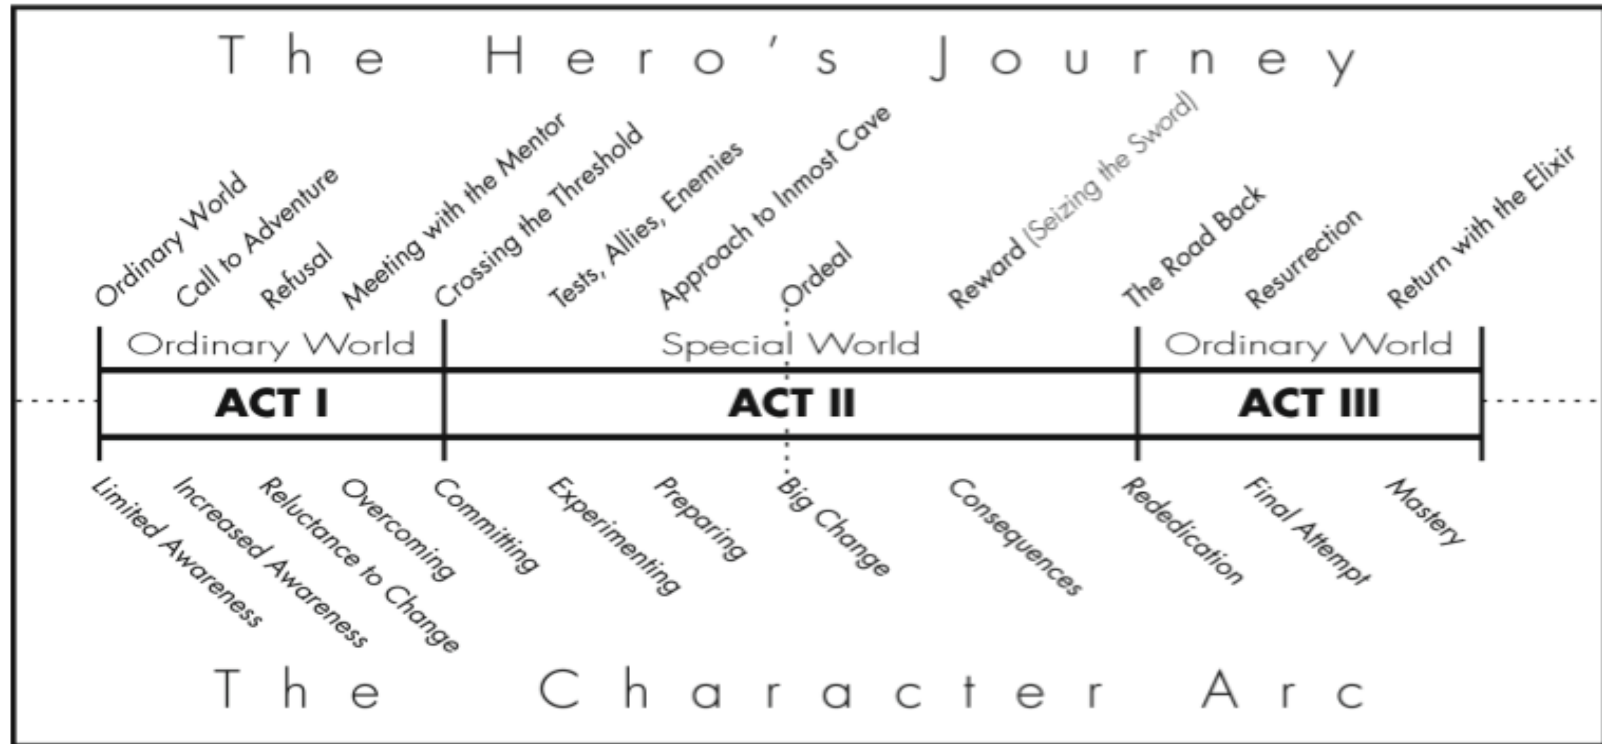 The Hero's Journey
Ordinary World
Call to Adventure
Refusal
Meeting with the Mentor
Crossing the Threshold
Tests, Allies, Enemies
Approach to Inmost Cave
Ordeal
Reward (Seizing the Sword)
The Road Back
Resurrection
Return with the Elixir
Ordinary World
Special World
Ordinary World
ACT I
ACT II
ACT III
Limited Awareness
Increased Awareness
Reluctance to Change
Overcoming
Committing
Experimenting
Preparing
Big Change
Consequences
Rededication
Final Attempt
Mastery
The Character Arc